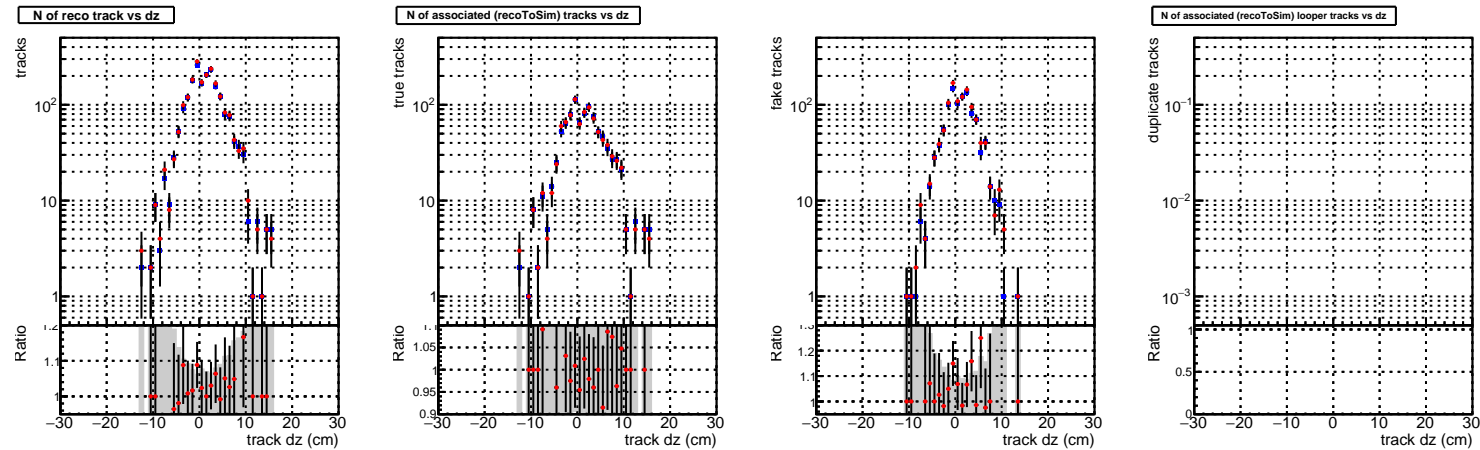 N of reco track vs dz
tracks
10²
10
1
Ratio
1.2
1.1
1
−30 −20 −10 0 10 20 30
track dz (cm)
N of associated (recoToSim) tracks vs dz
true tracks
10²
10
1
Ratio
1.05
1
0.95
0.9
−30 −20 −10 0 10 20 30
track dz (cm)
fake tracks
10²
10
1
Ratio
1.2
1.1
1
−30 −20 −10 0 10 20 30
track dz (cm)
N of associated (recoToSim) looper tracks vs dz
duplicate tracks
10⁻¹
10⁻²
10⁻³
Ratio
1
0.5
0
−30 −20 −10 0 10 20 30
track dz (cm)